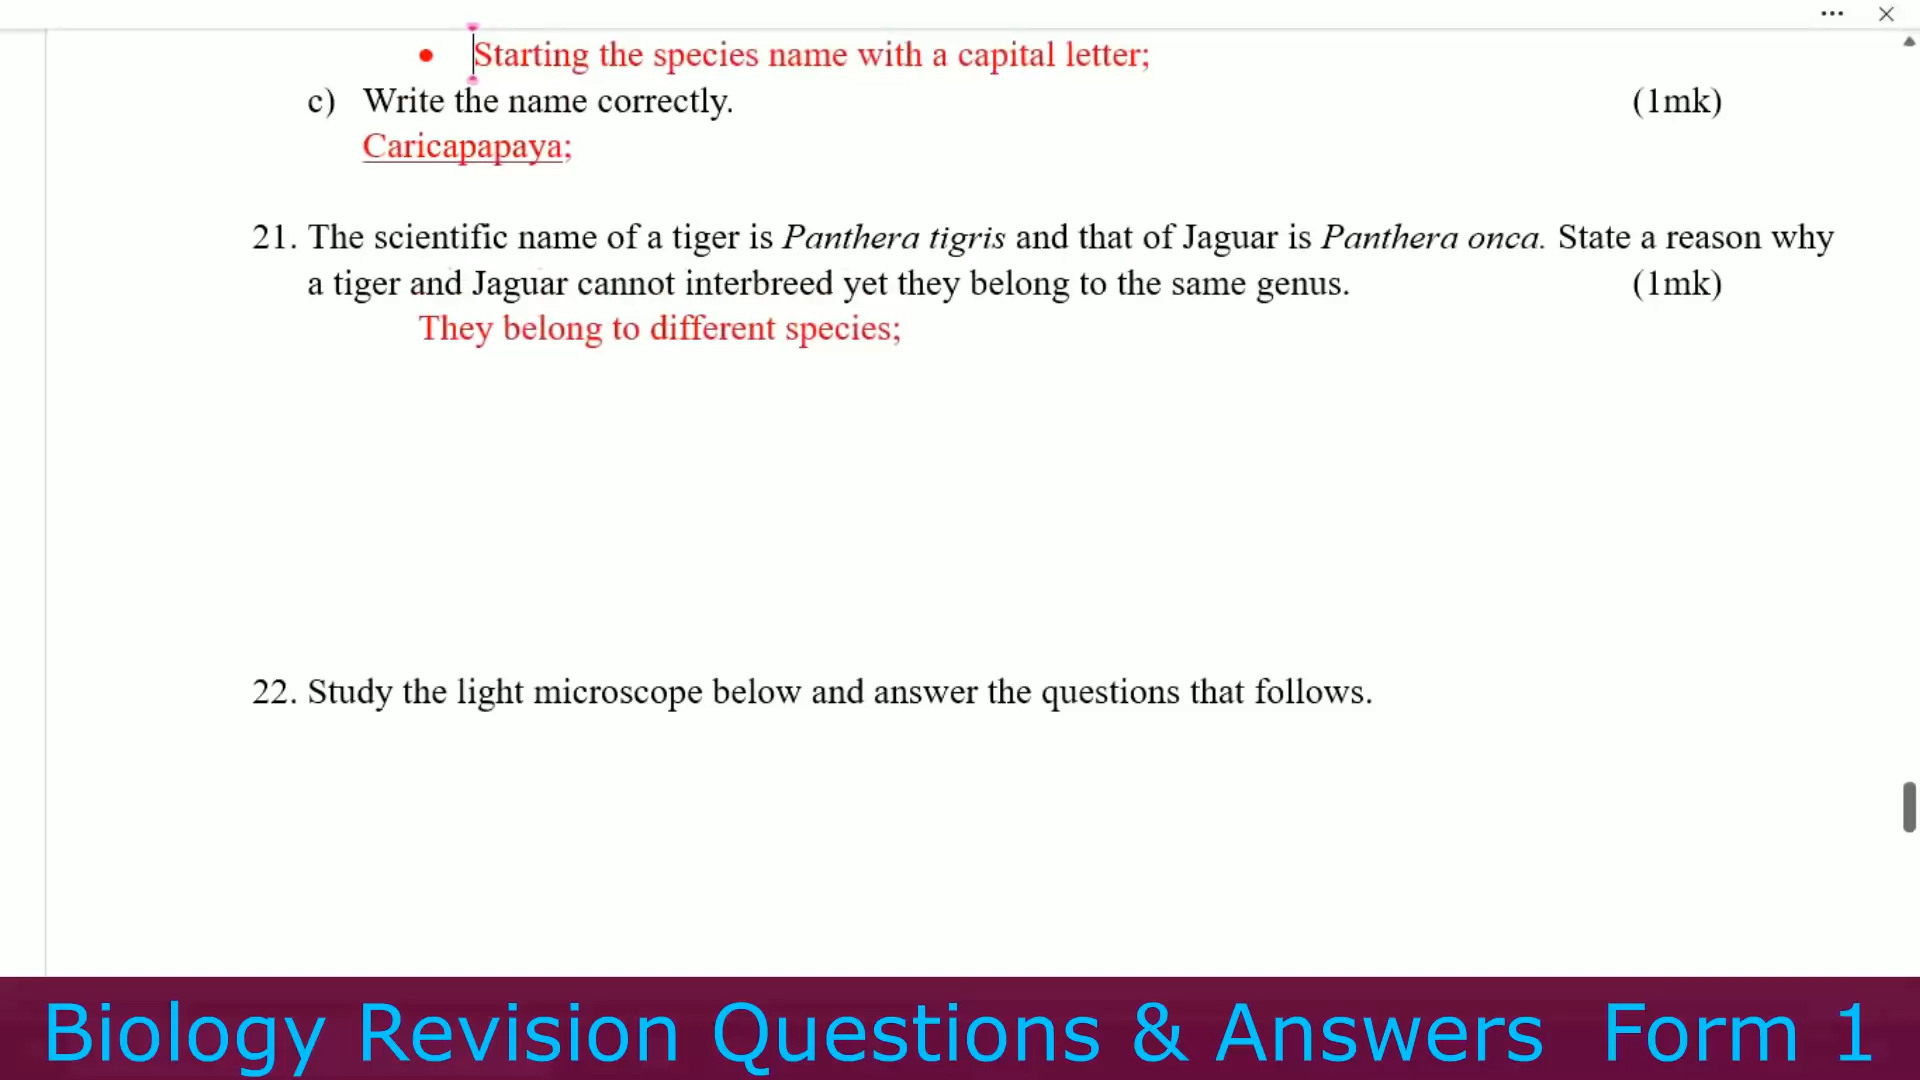 • Starting the species name with a capital letter;
c) Write the name correctly. (1mk)
Caricapapaya;
21. The scientific name of a tiger is Panthera tigris and that of Jaguar is Panthera onca. State a reason why
a tiger and Jaguar cannot interbreed yet they belong to the same genus. (1mk)
They belong to different species;
22. Study the light microscope below and answer the questions that follows.
Biology Revision Questions & Answers Form 1